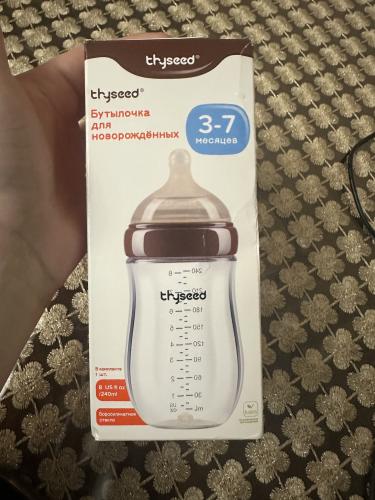 thyseed®
thyseed®
Бутылочка
для
новорождённых
3-7
месяцев
8 240
7 210
thyseed
6 180
5 150
4 120
3 90
2 60
1 30
US
oz mL
В комплекте
1 шт.
8 US fl oz
/240ml
Боросиликатное
стекло